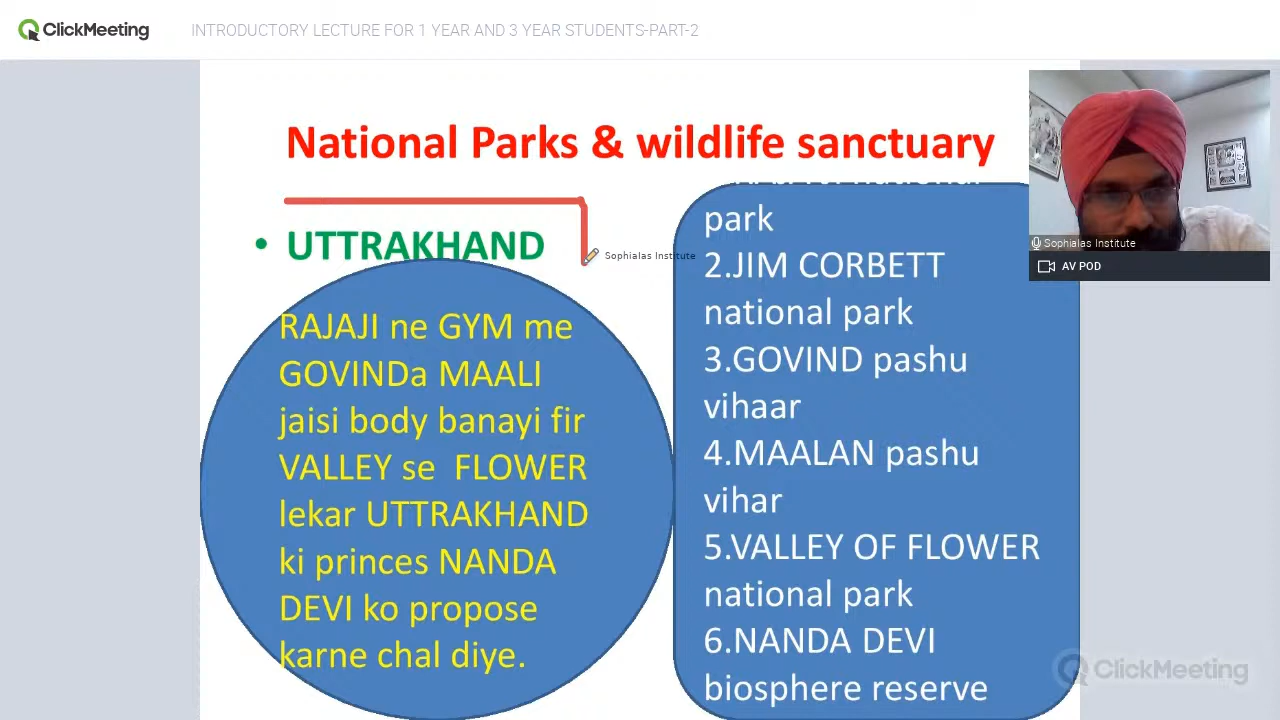 ClickMeeting
INTRODUCTORY LECTURE FOR 1 YEAR AND 3 YEAR STUDENTS-PART-2
National Parks & wildlife sanctuary
• UTTRAKHAND
SophiaIas Institute
RAJAJI ne GYM me
GOVINDa MAALI
jaisi body banayi fir
VALLEY se FLOWER
lekar UTTRAKHAND
ki princes NANDA
DEVI ko propose
karne chal diye.
national
park
2.JIM CORBETT
national park
3.GOVIND pashu
vihaar
4.MAALAN pashu
vihar
5.VALLEY OF FLOWER
national park
6.NANDA DEVI
biosphere reserve
SophiaIas Institute
AV POD
ClickMeeting